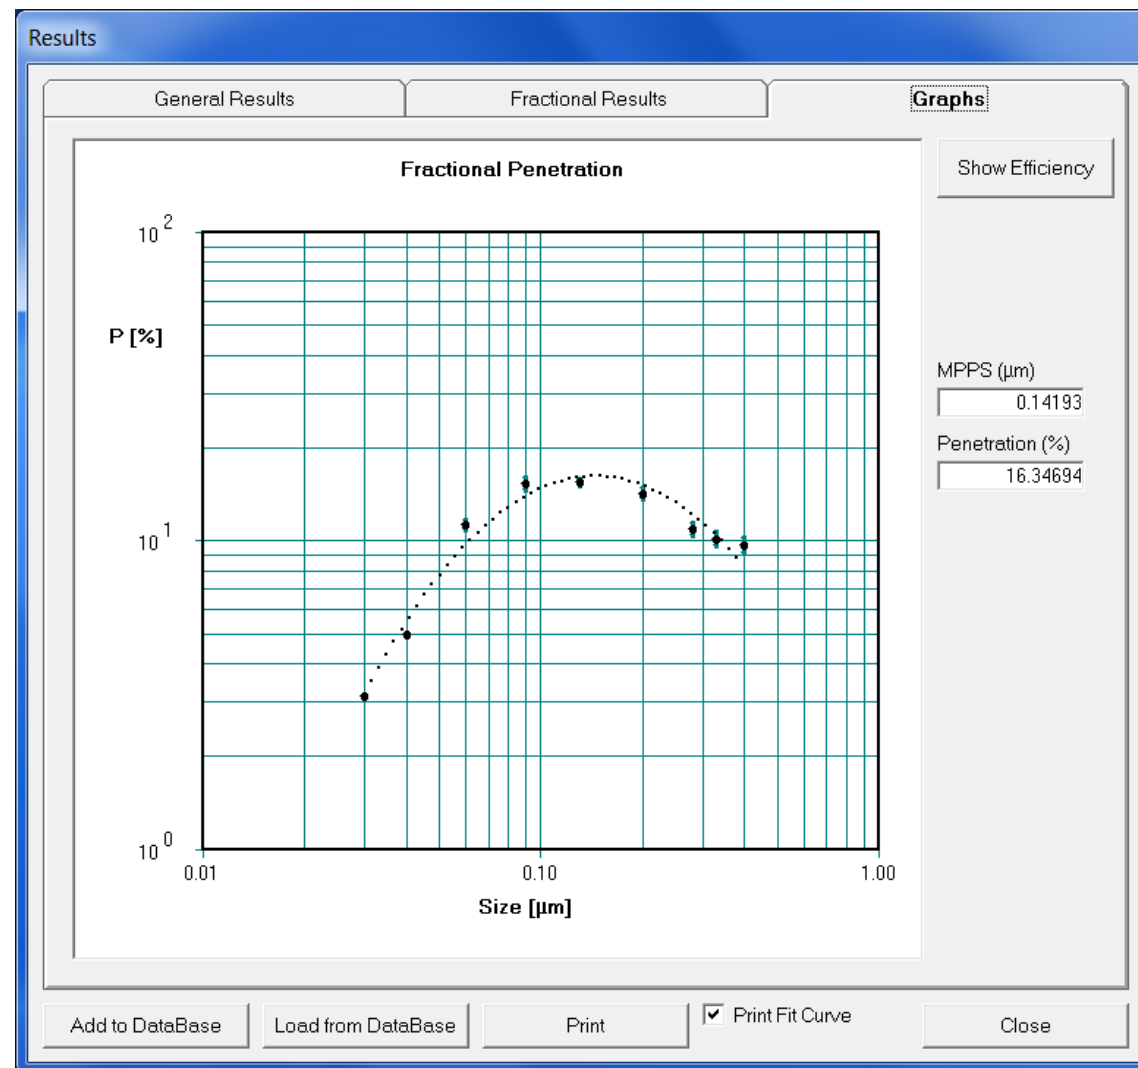 Results
General Results
Fractional Results
Graphs
Fractional Penetration
Show Efficiency
10 2
P [%]
MPPS (µm)
0.14193
Penetration (%)
16.34694
10 1
10 0
0.01
0.10
1.00
Size [µm]
Add to DataBase
Load from DataBase
Print
Print Fit Curve
Close